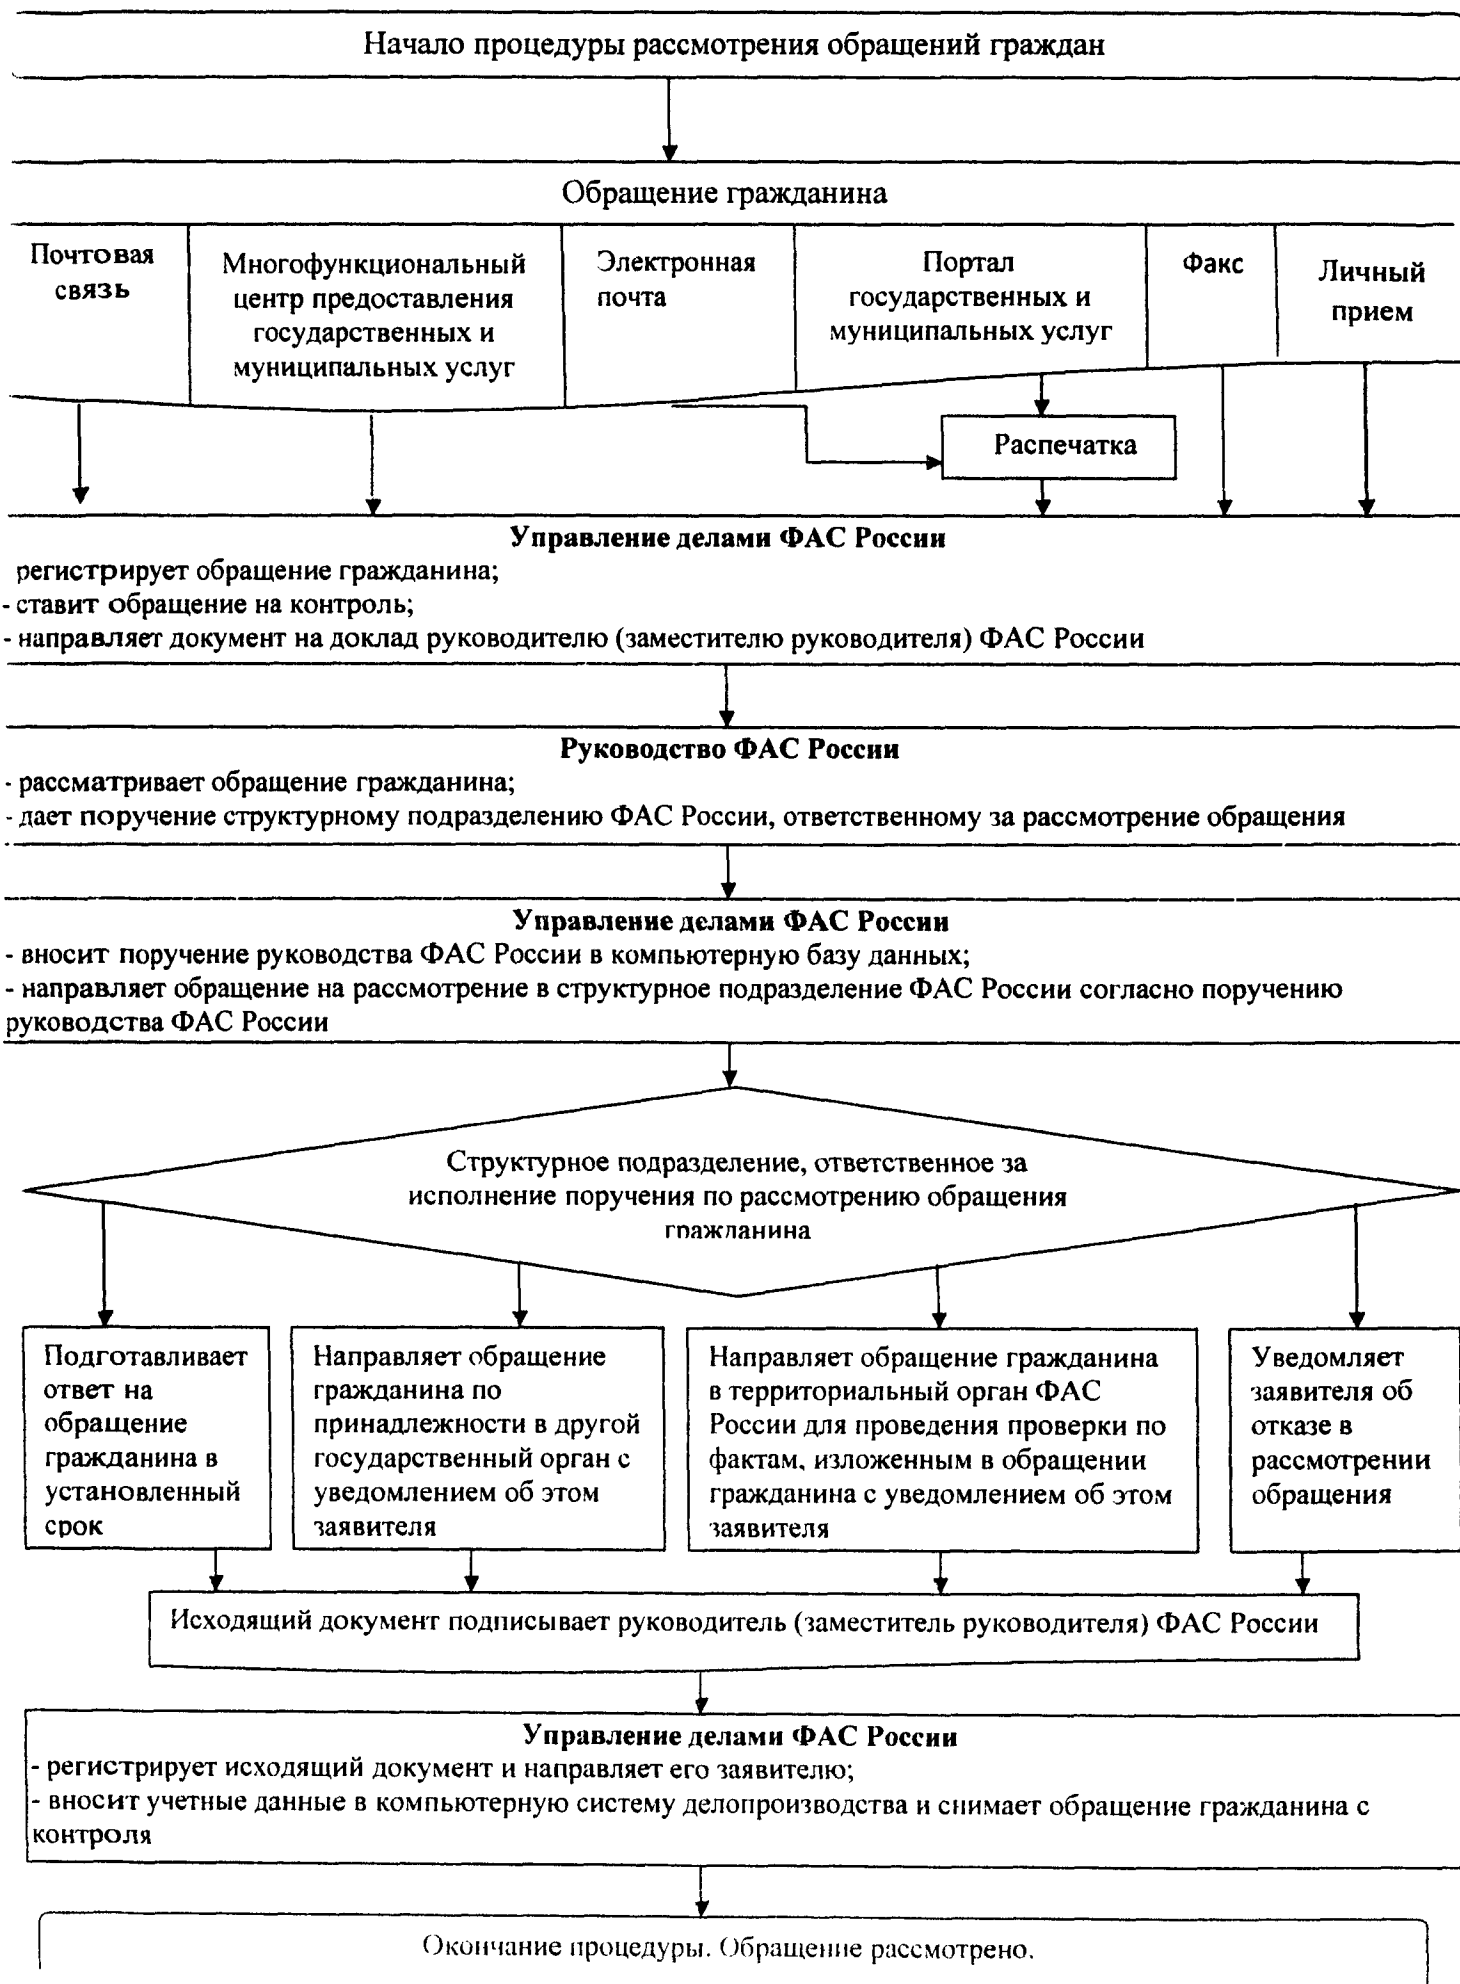 Начало процедуры рассмотрения обращений граждан
Обращение гражданина
Почтовая
связь
Многофункциональный
центр предоставления
государственных и
муниципальных услуг
Электронная
почта
Портал
государственных и
муниципальных услуг
Факс
Личный
прием
Распечатка
Управление делами ФАС России
регистрирует обращение гражданина;
- ставит обращение на контроль;
- направляет документ на доклад руководителю (заместителю руководителя) ФАС России
Руководство ФАС России
- рассматривает обращение гражданина;
- дает поручение структурному подразделению ФАС России, ответственному за рассмотрение обращения
Управление делами ФАС России
- вносит поручение руководства ФАС России в компьютерную базу данных;
- направляет обращение на рассмотрение в структурное подразделение ФАС России согласно поручению
руководства ФАС России
Структурное подразделение, ответственное за
исполнение поручения по рассмотрению обращения
гражданина
Подготавливает
ответ на
обращение
гражданина в
установленный
срок
Направляет обращение
гражданина по
принадлежности в другой
государственный орган с
уведомлением об этом
заявителя
Направляет обращение гражданина
в территориальный орган ФАС
России для проведения проверки по
фактам, изложенным в обращении
гражданина с уведомлением об этом
заявителя
Уведомляет
заявителя об
отказе в
рассмотрении
обращения
Исходящий документ подписывает руководитель (заместитель руководителя) ФАС России
Управление делами ФАС России
- регистрирует исходящий документ и направляет его заявителю;
- вносит учетные данные в компьютерную систему делопроизводства и снимает обращение гражданина с
контроля
Окончание процедуры. Обращение рассмотрено.